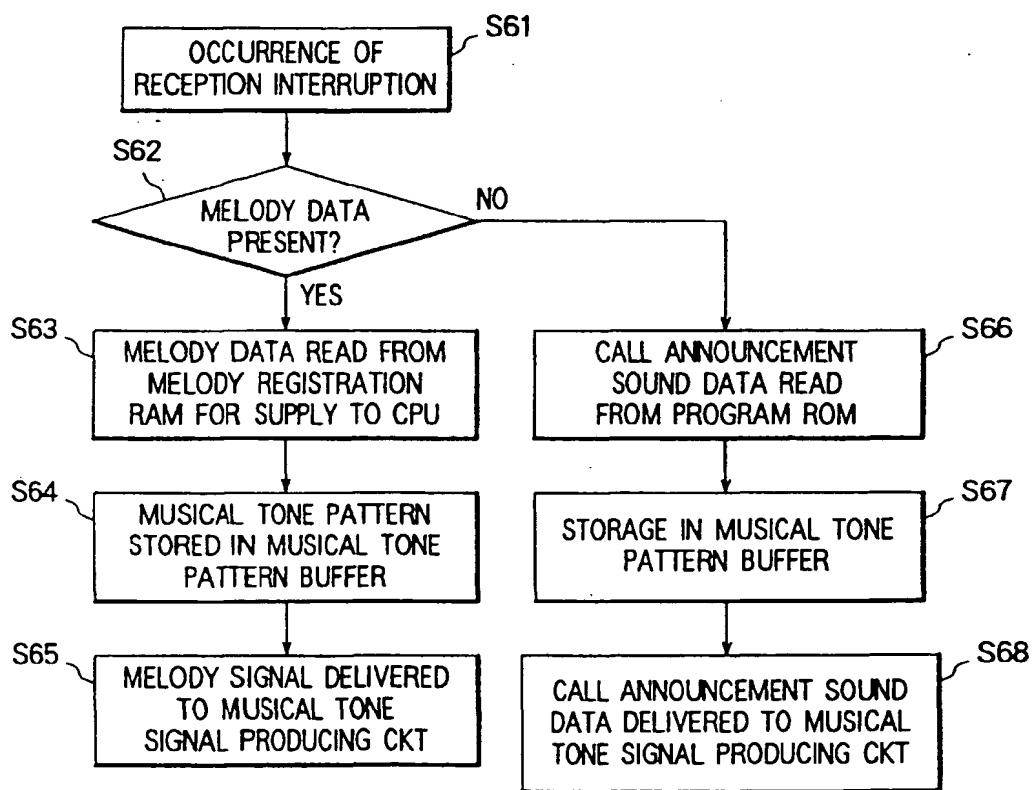 OCCURRENCE OF
RECEPTION INTERRUPTION
S61
S62
MELODY DATA
PRESENT?
NO
YES
S63
MELODY DATA READ FROM
MELODY REGISTRATION
RAM FOR SUPPLY TO CPU
S66
CALL ANNOUNCEMENT
SOUND DATA READ
FROM PROGRAM ROM
S64
MUSICAL TONE PATTERN
STORED IN MUSICAL TONE
PATTERN BUFFER
S67
STORAGE IN MUSICAL TONE
PATTERN BUFFER
S65
MELODY SIGNAL DELIVERED
TO MUSICAL TONE
SIGNAL PRODUCING CKT
S68
CALL ANNOUNCEMENT SOUND
DATA DELIVERED TO MUSICAL
TONE SIGNAL PRODUCING CKT